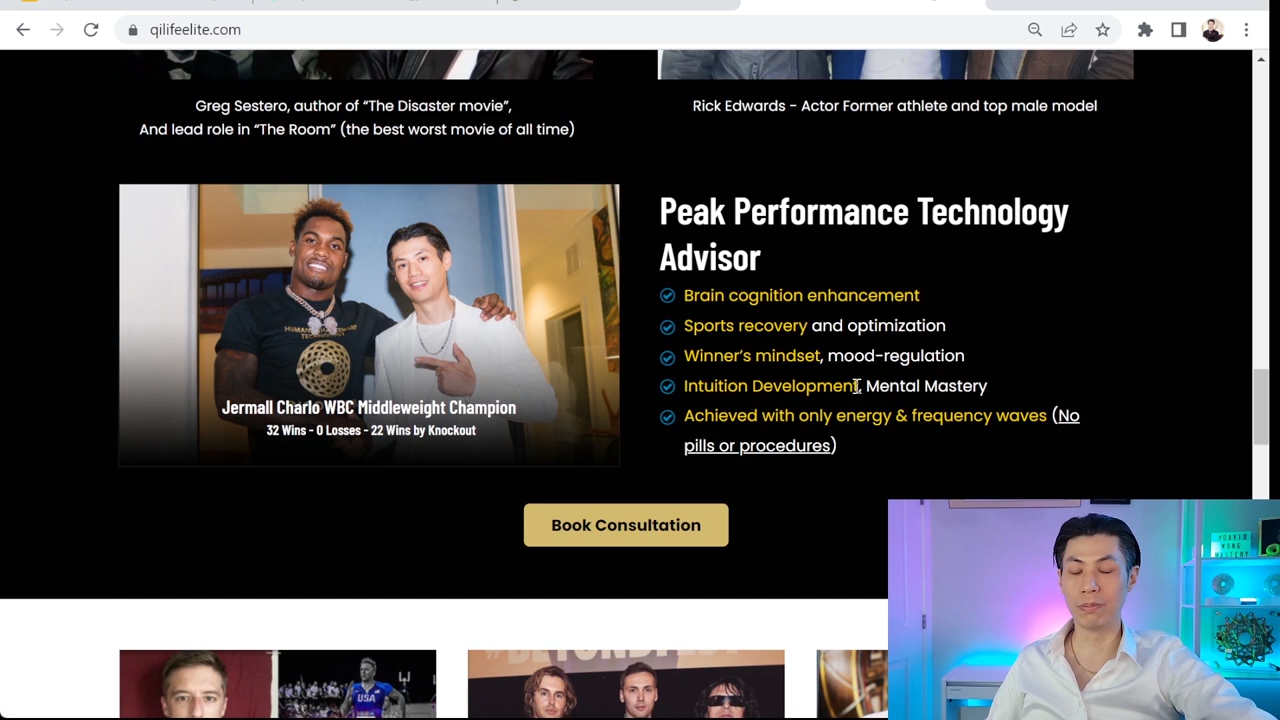 qilifeelite.com
Greg Sestero, author of “The Disaster movie”,
And lead role in “The Room” (the best worst movie of all time)
Rick Edwards - Actor Former athlete and top male model
Peak Performance Technology
Advisor
Brain cognition enhancement
Sports recovery and optimization
Winner’s mindset, mood-regulation
Intuition Development, Mental Mastery
Achieved with only energy & frequency waves (No
pills or procedures)
Jermall Charlo WBC Middleweight Champion
32 Wins - 0 Losses - 22 Wins by Knockout
Book Consultation
USA